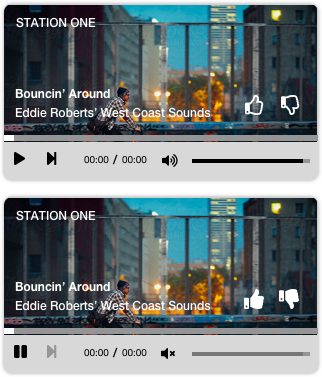 STATION ONE
Bouncin' Around
Eddie Roberts' West Coast Sounds
00:00 / 00:00
STATION ONE
Bouncin' Around
Eddie Roberts' West Coast Sounds
00:00 / 00:00